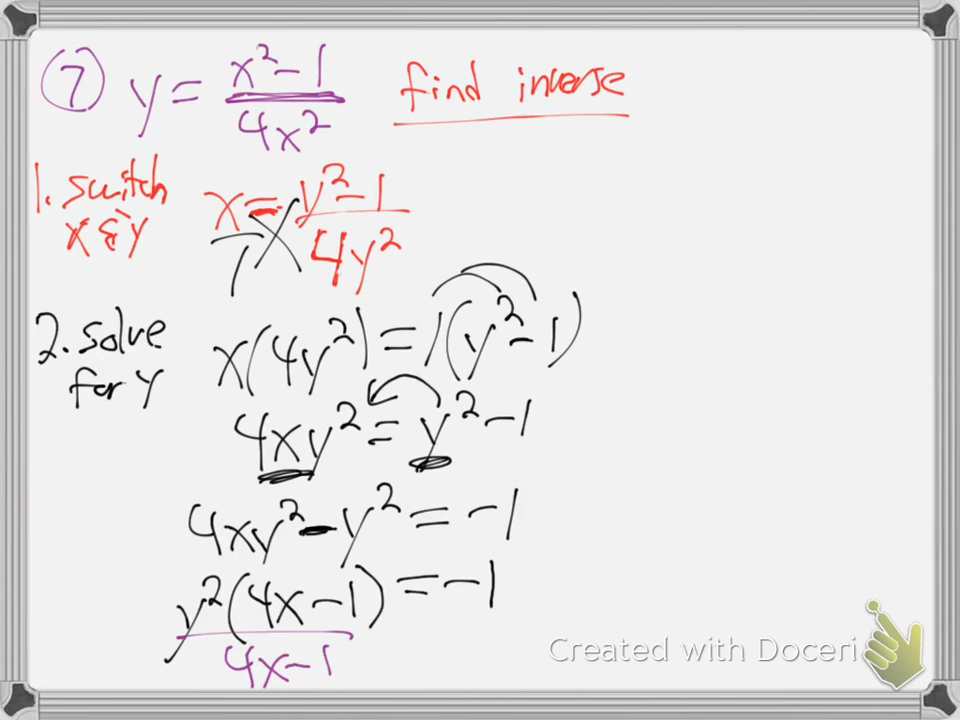 ⑦ y = x²-1 / 4x² find inverse
1. switch x & y x = y²-1 / 4y²
2. solve for y x(4y²) = 1(y²-1)
4xy² = y²-1
4xy² - y² = -1
y²(4x-1) = -1
4x-1
Created with Doceri